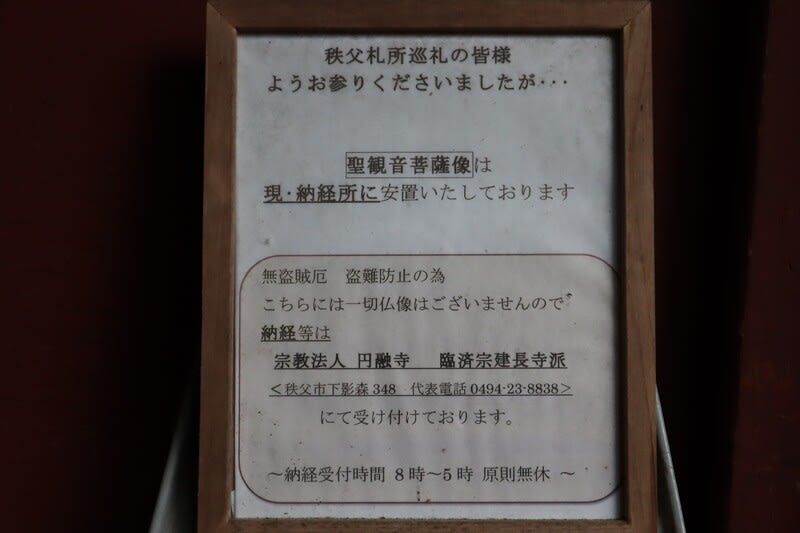 秩父札所巡礼の皆様
ようお参りくださいましたが･･･
聖観音菩薩像は
現・納経所に安置いたしております
無盗賊厄　盗難防止の為
こちらには一切仏像はございませんので
納経等は
宗教法人 円融寺　臨済宗建長寺派
＜秩父市下影森 348　代表電話 0494-23-8838＞
にて受け付けております。
～納経受付時間 8 時～5 時 原則無休 ～